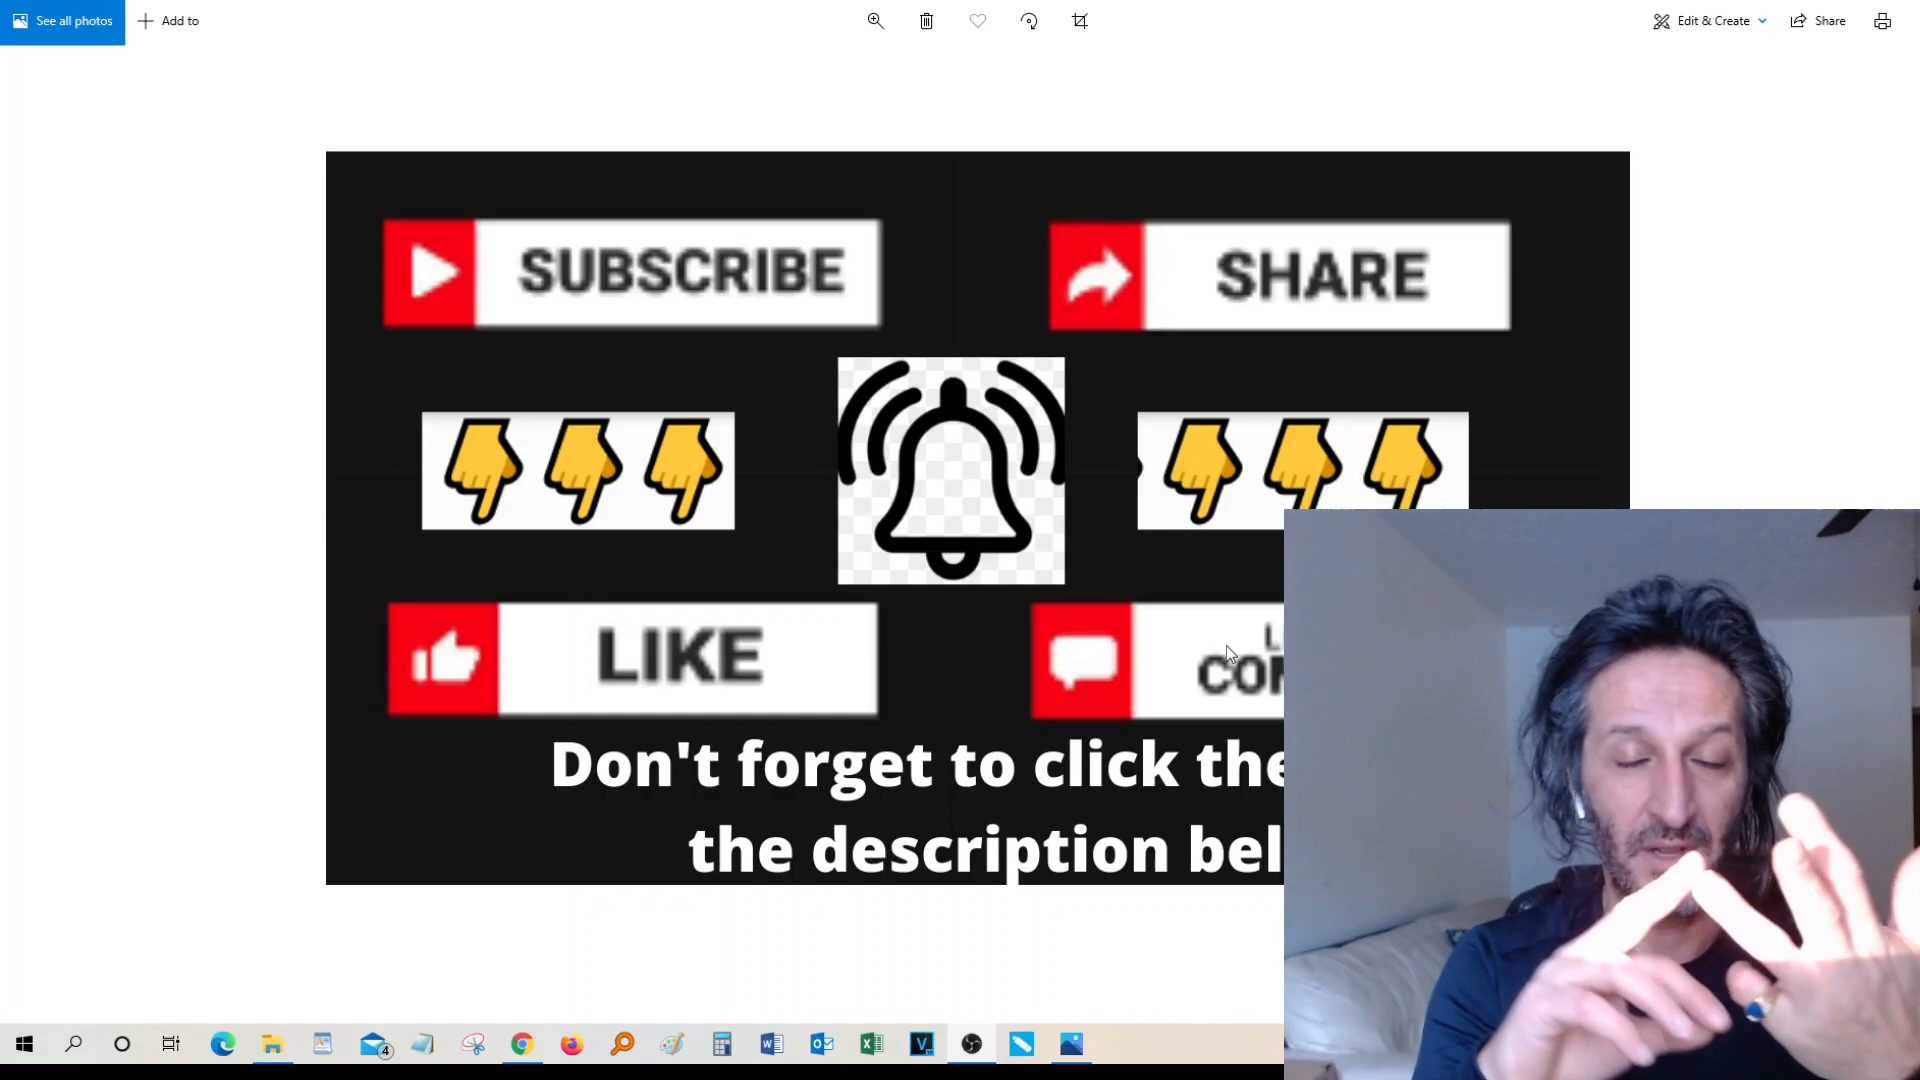 See all photos
Add to
Edit & Create
Share
SUBSCRIBE
SHARE
LIKE
Don't forget to click the
the description bel
4